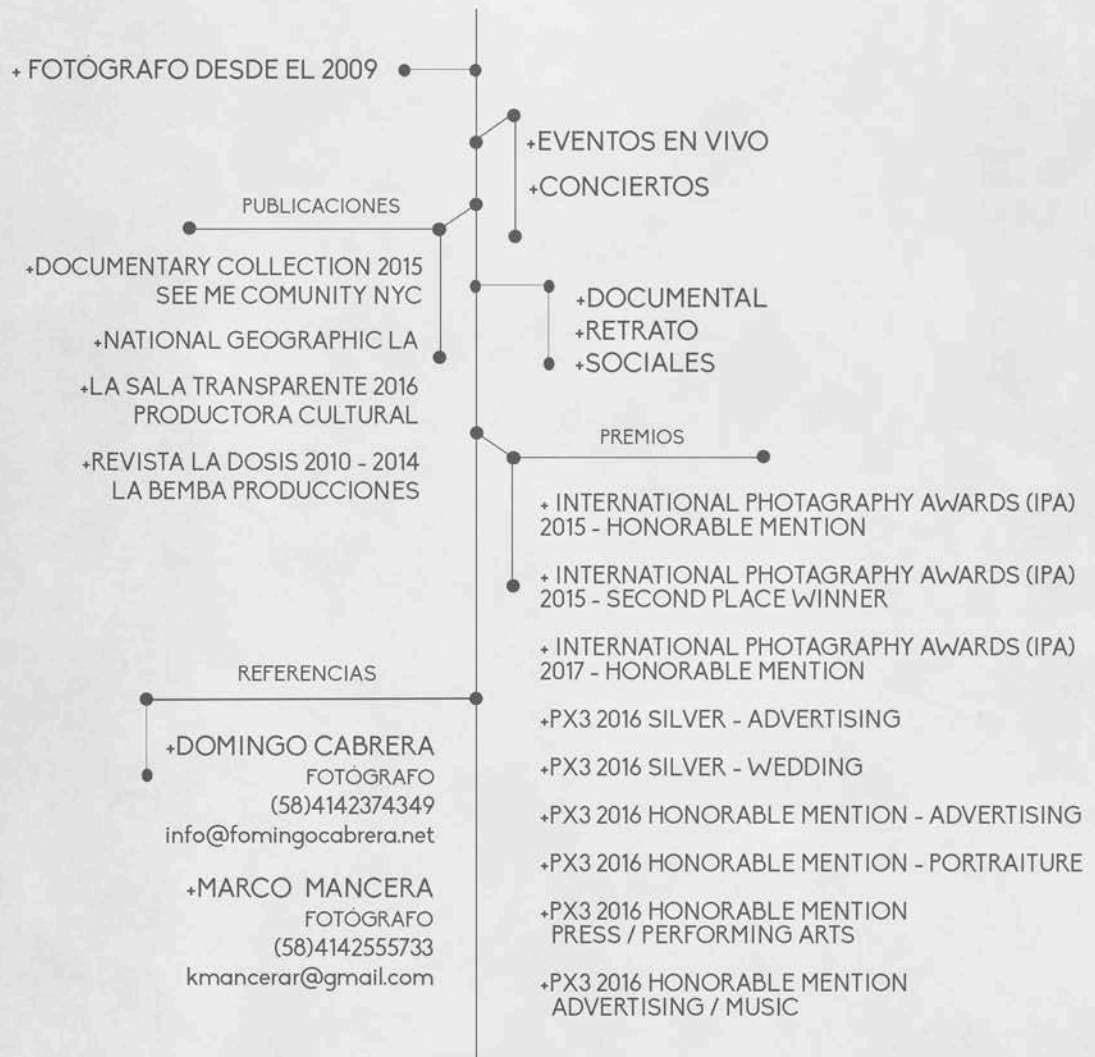 + FOTÓGRAFO DESDE EL 2009
+EVENTOS EN VIVO
+CONCIERTOS
PUBLICACIONES
+DOCUMENTARY COLLECTION 2015
SEE ME COMUNITY NYC
+NATIONAL GEOGRAPHIC LA
+LA SALA TRANSPARENTE 2016
PRODUCTORA CULTURAL
+REVISTA LA DOSIS 2010 - 2014
LA BEMBA PRODUCCIONES
+DOCUMENTAL
+RETRATO
+SOCIALES
PREMIOS
+ INTERNATIONAL PHOTAGRAPHY AWARDS (IPA)
2015 - HONORABLE MENTION
+ INTERNATIONAL PHOTAGRAPHY AWARDS (IPA)
2015 - SECOND PLACE WINNER
+ INTERNATIONAL PHOTAGRAPHY AWARDS (IPA)
2017 - HONORABLE MENTION
+PX3 2016 SILVER - ADVERTISING
+PX3 2016 SILVER - WEDDING
+PX3 2016 HONORABLE MENTION - ADVERTISING
+PX3 2016 HONORABLE MENTION - PORTRAITURE
+PX3 2016 HONORABLE MENTION
PRESS / PERFORMING ARTS
+PX3 2016 HONORABLE MENTION
ADVERTISING / MUSIC
REFERENCIAS
+DOMINGO CABRERA
FOTÓGRAFO
(58)4142374349
info@fomingocabrera.net
+MARCO MANCERA
FOTÓGRAFO
(58)4142555733
kmancerar@gmail.com